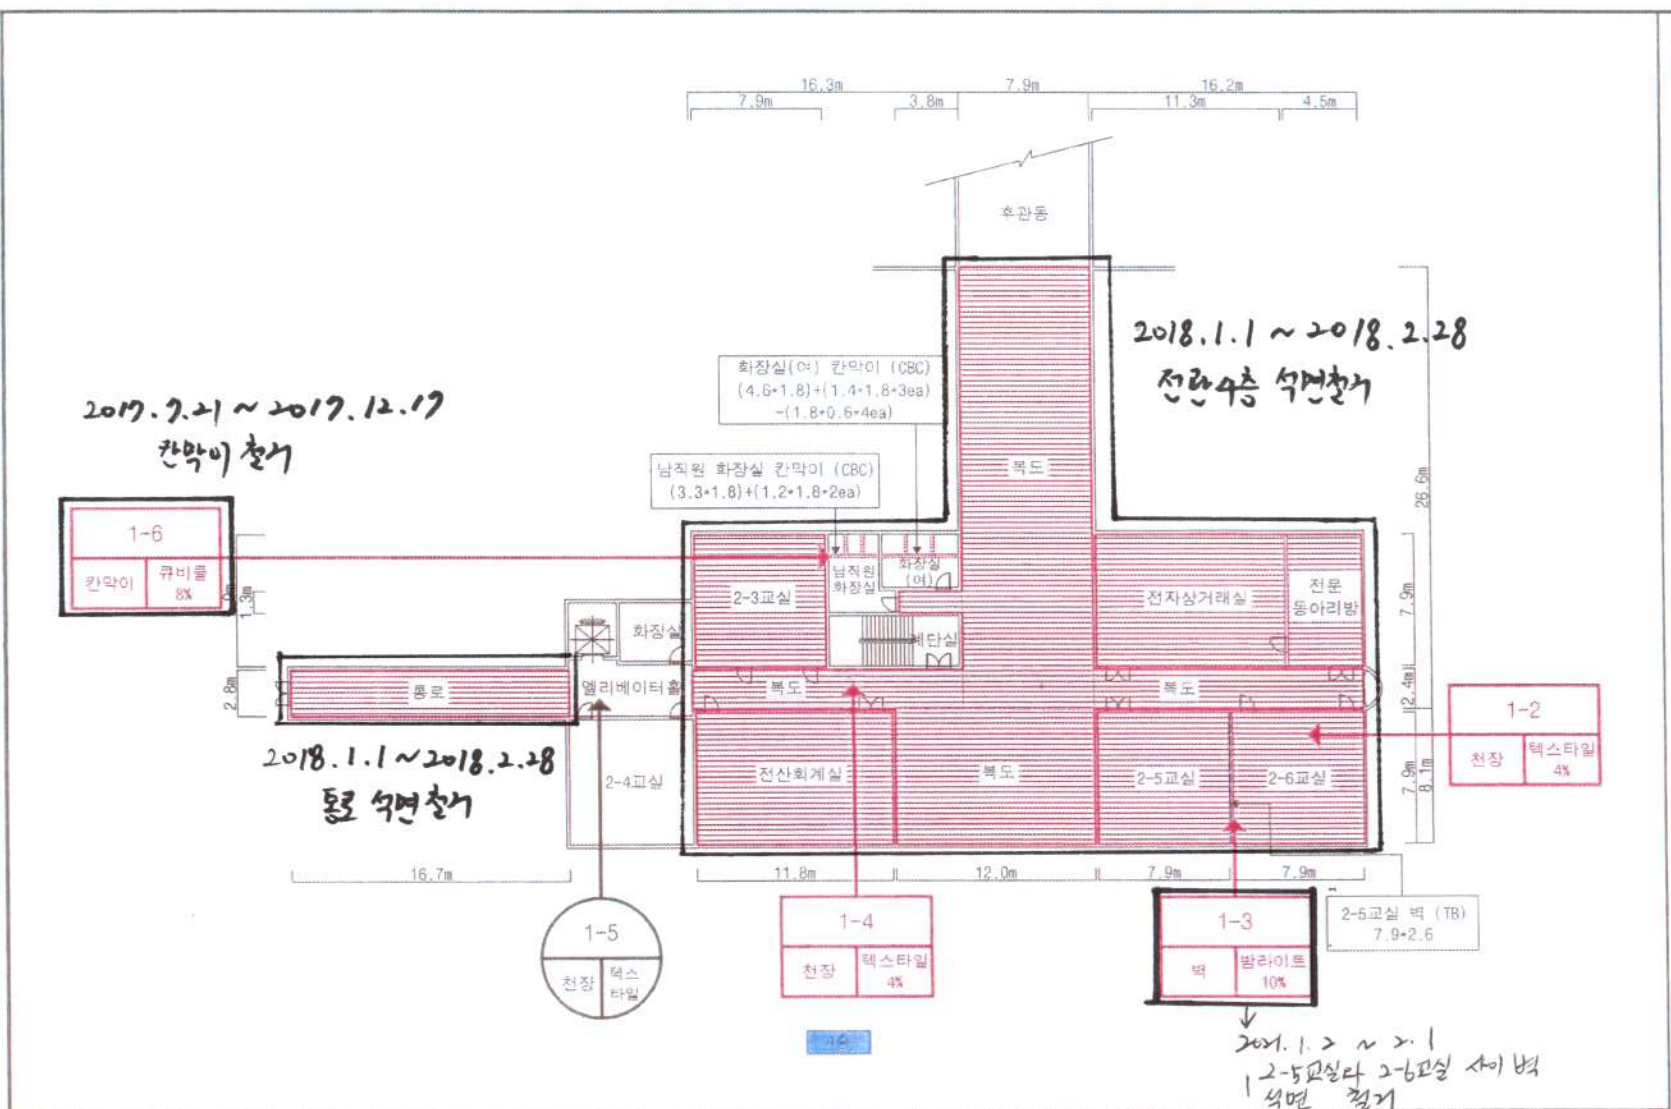 16.3m
7.9m
16.2m
7.9m
3.8m
11.3m
4.5m
후관동
2018.1.1 ~ 2018.2.28
전관4층 석면철거
화장실(여) 칸막이 (CBC)
(4.6*1.8)+(1.4*1.8*3ea)
-(1.8*0.6*4ea)
2017.7.21 ~ 2017.12.17
칸막이 철거
남직원 화장실 칸막이 (CBC)
(3.3*1.8)+(1.2*1.8*2ea)
복도
26.6m
1-6
칸막이
큐비클
8%
1.3m
2-3교실
남직원
화장실
화장실
(여)
전자상거래실
전문
동아리방
7.9m
화장실
계단실
2.8m
통로
엘리베이터홀
복도
복도
2.4m
1-2
천장
텍스타일
4%
2018.1.1 ~ 2018.2.28
통로 석면철거
2-4교실
전산회계실
복도
2-5교실
2-6교실
7.9m
8.1m
16.7m
11.8m
12.0m
7.9m
7.9m
1-5
천장
텍스
타일
1-4
천장
텍스타일
4%
1-3
벽
밤라이트
10%
2-5교실 벽 (TB)
7.9*2.6
4층
2021.1.2 ~ 2.1
2-5교실과 2-6교실 사이 벽
석면 철거